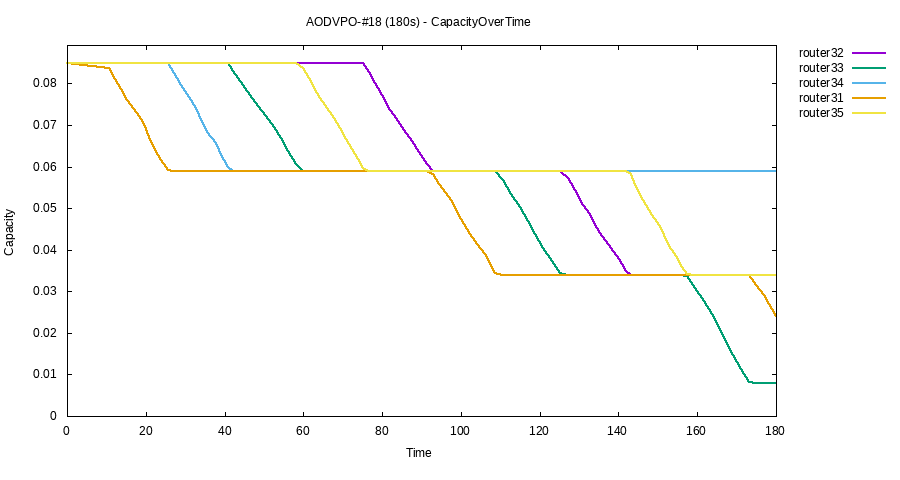 AODVPO-#18 (180s) - CapacityOverTime
router32
router33
router34
router31
router35
0.08
0.07
0.06
0.05
0.04
0.03
0.02
0.01
0
Capacity
0 20 40 60 80 100 120 140 160 180
Time